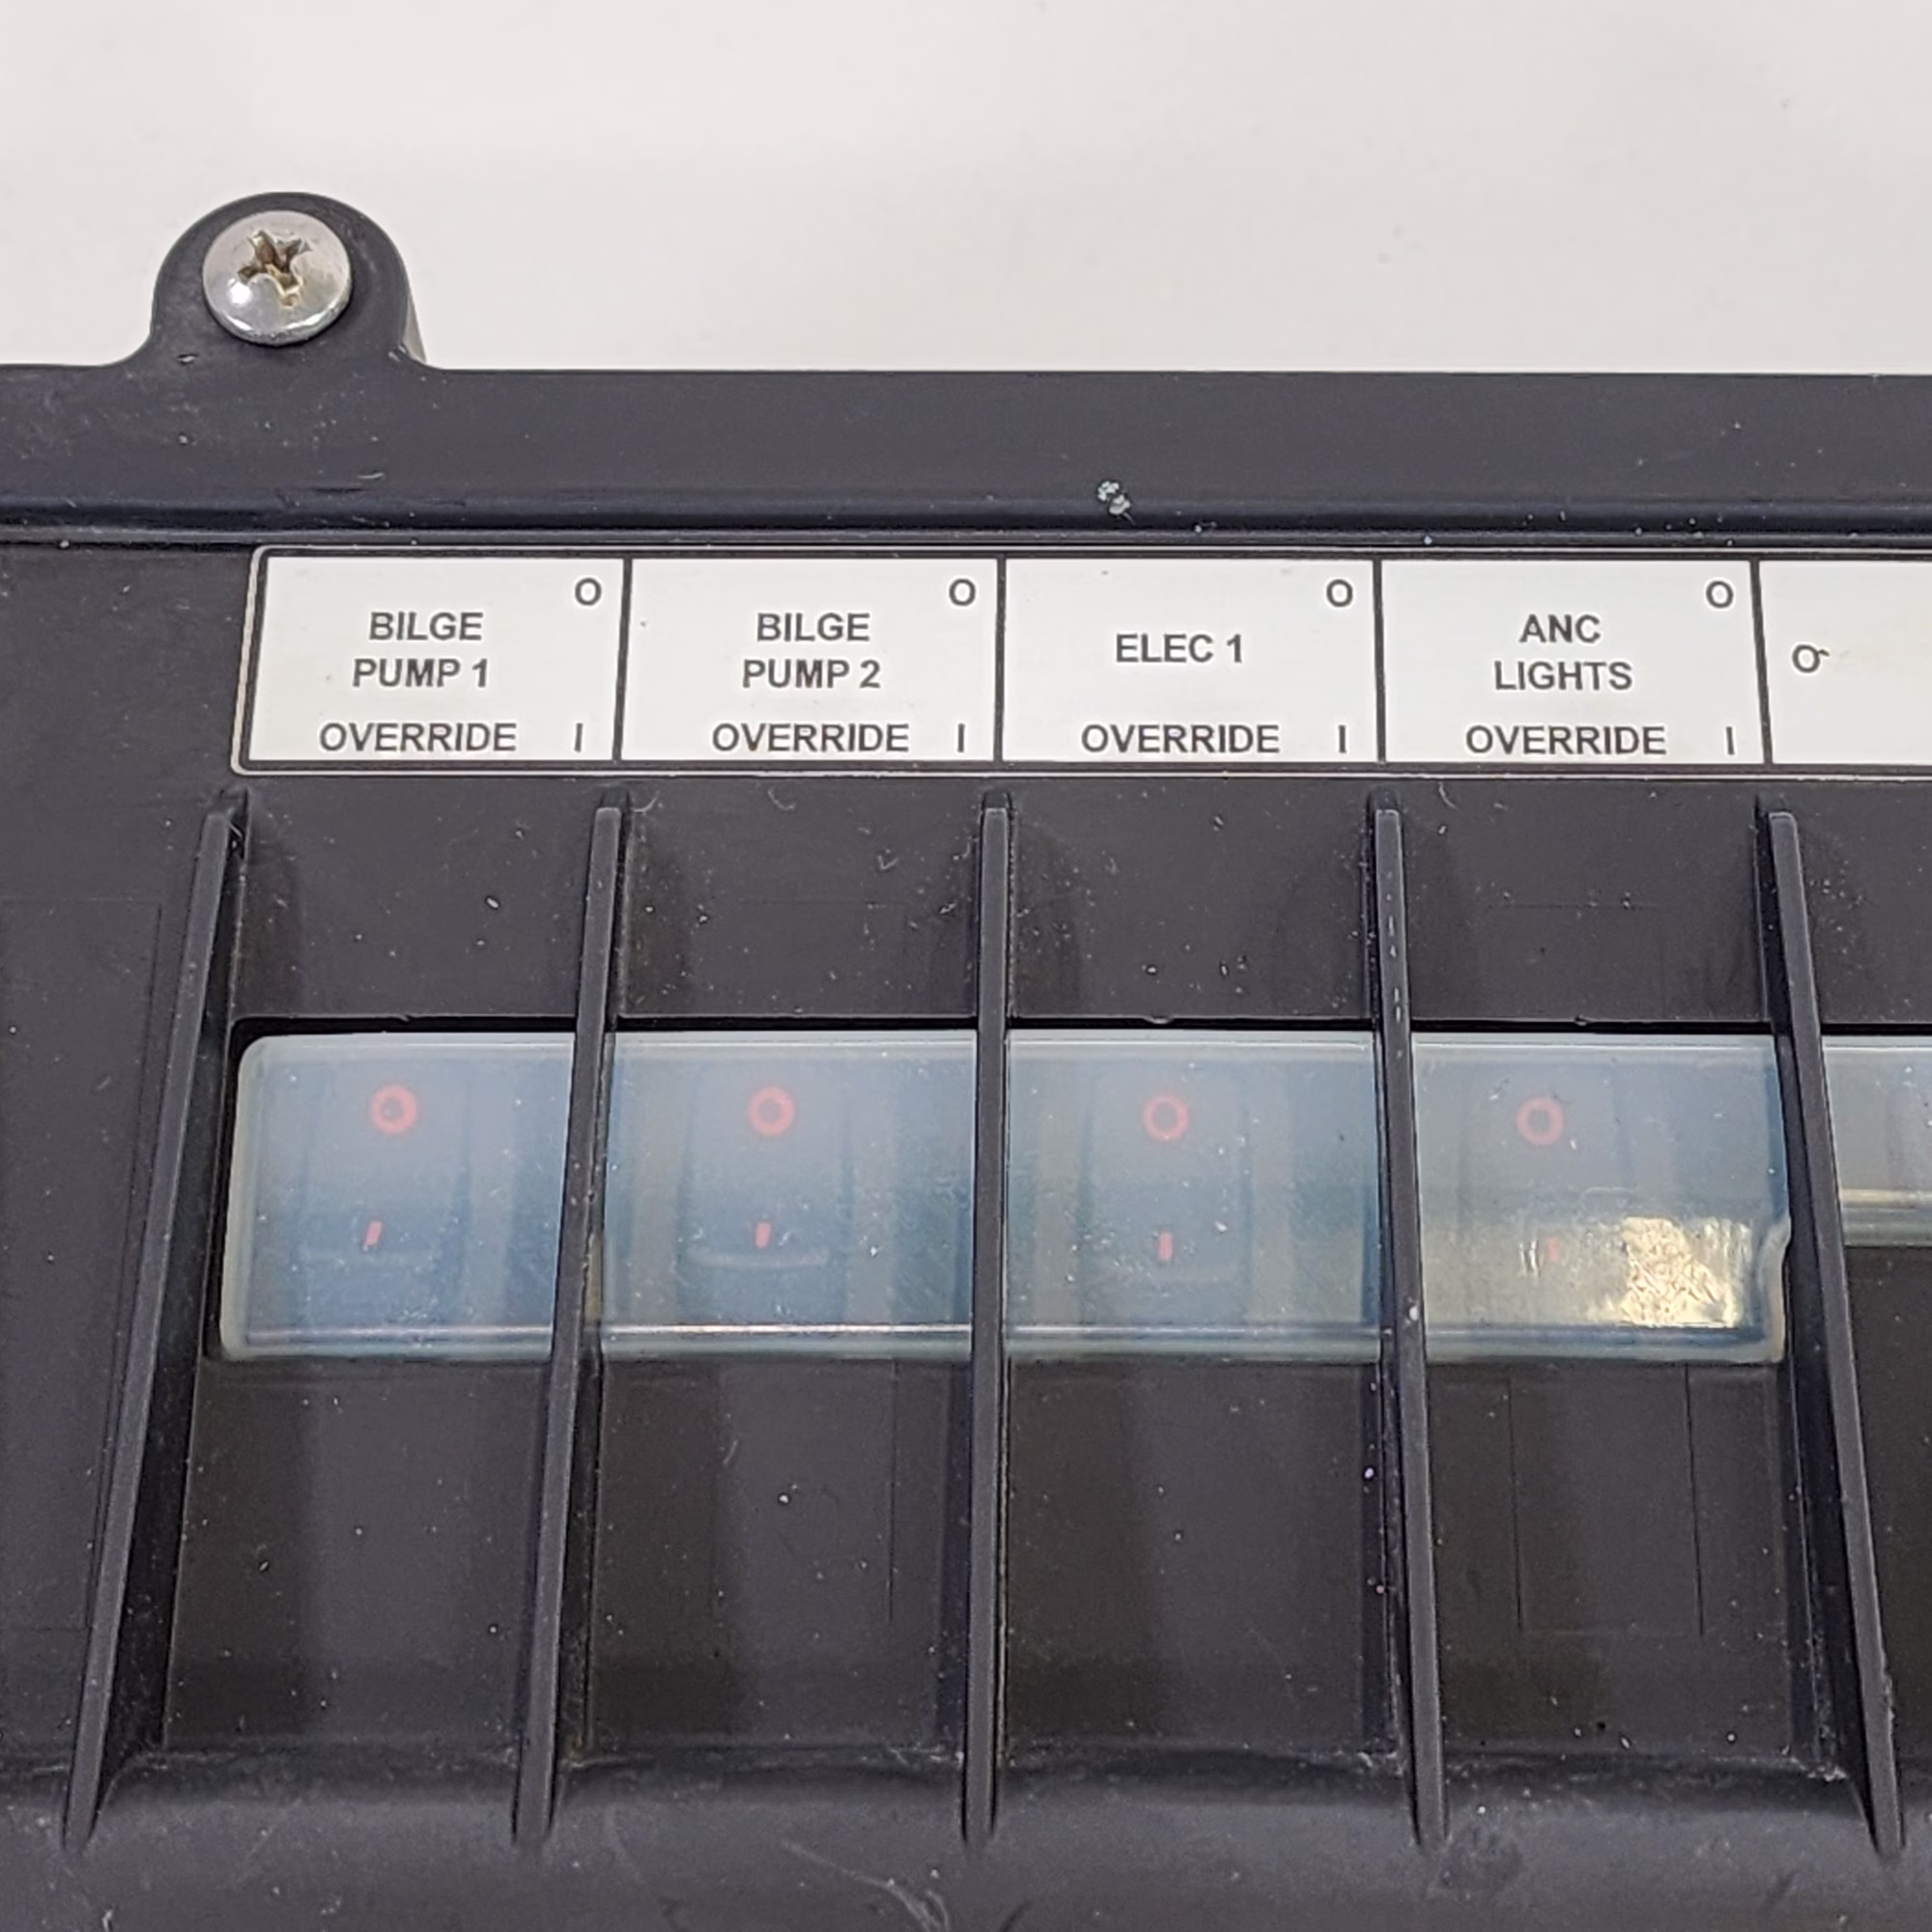 O O O O
BILGE PUMP 1
BILGE PUMP 2
ELEC 1
ANC LIGHTS
OVERRIDE I
OVERRIDE I
OVERRIDE I
OVERRIDE I
O O O O
I I I I